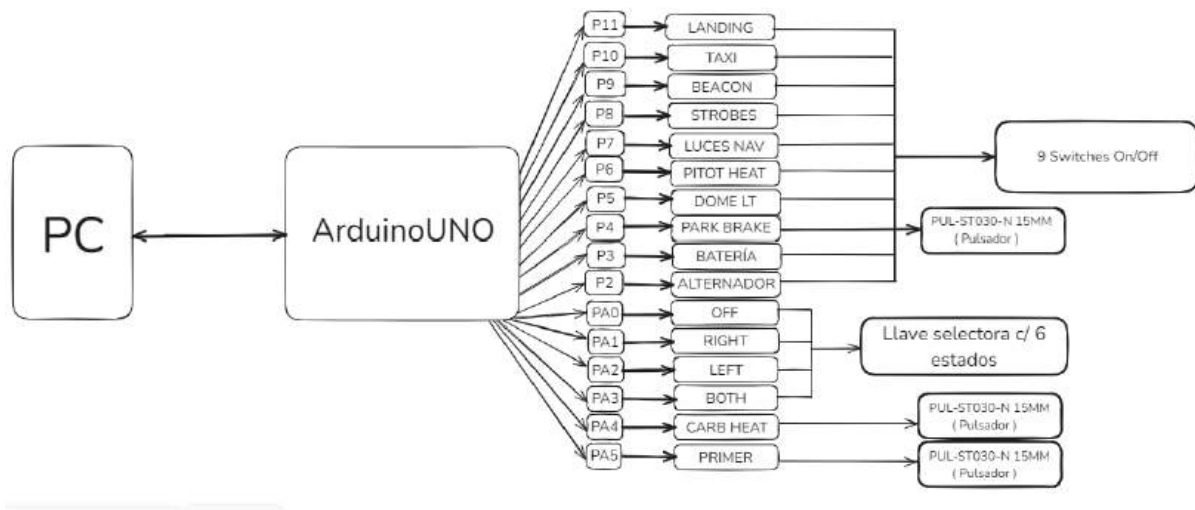 P11
LANDING
P10
TAXI
P9
BEACON
P8
STROBES
P7
LUCES NAV
P6
PITOT HEAT
P5
DOME LT
P4
PARK BRAKE
P3
BATERÍA
P2
ALTERNADOR
PA0
OFF
PA1
RIGHT
PA2
LEFT
PA3
BOTH
PA4
CARB HEAT
PA5
PRIMER
PC
ArduinoUNO
9 Switches On/Off
PUL-ST030-N 15MM
( Pulsador )
Llave selectora c/ 6
estados
PUL-ST030-N 15MM
( Pulsador )
PUL-ST030-N 15MM
( Pulsador )